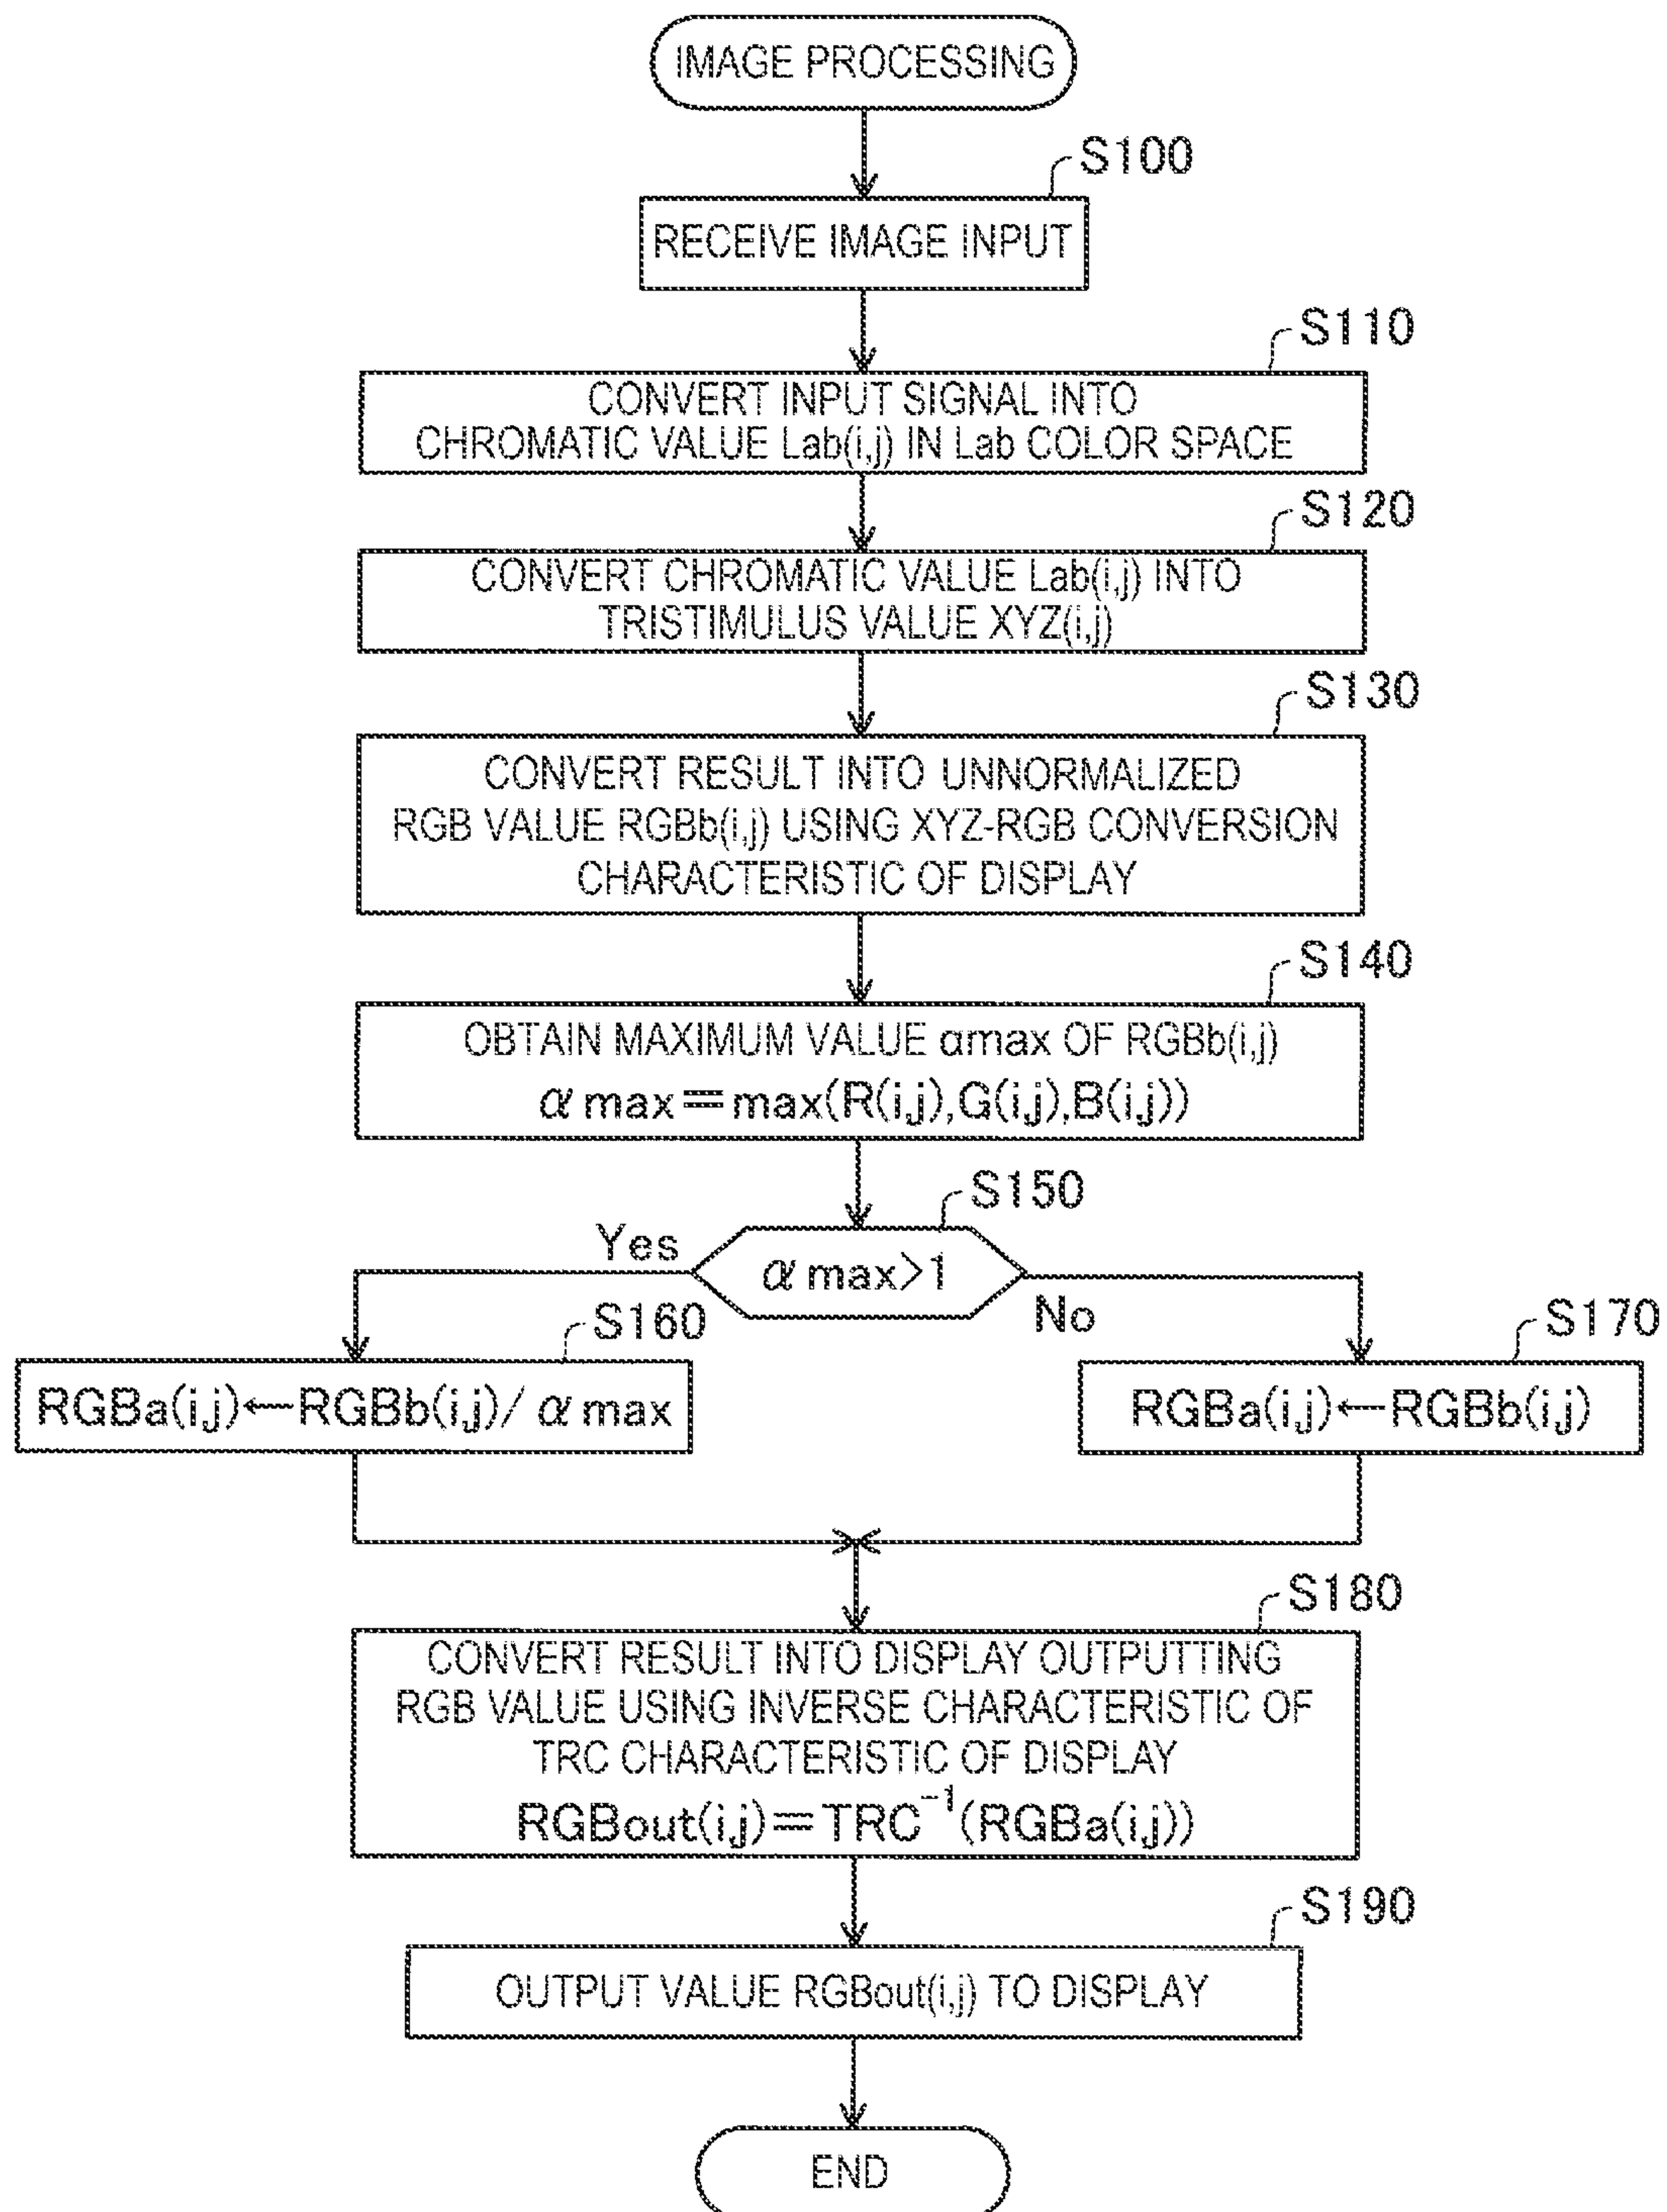 IMAGE PROCESSING
S100
RECEIVE IMAGE INPUT
S110
CONVERT INPUT SIGNAL INTO
CHROMATIC VALUE Lab(i,j) IN Lab COLOR SPACE
S120
CONVERT CHROMATIC VALUE Lab(i,j) INTO
TRISTIMULUS VALUE XYZ(i,j)
S130
CONVERT RESULT INTO UNNORMALIZED
RGB VALUE RGBb(i,j) USING XYZ-RGB CONVERSION
CHARACTERISTIC OF DISPLAY
S140
OBTAIN MAXIMUM VALUE αmax OF RGBb(i,j)
α max=max(R(i,j),G(i,j),B(i,j))
S150
Yes
α max>1
No
S160
RGBa(i,j)←RGBb(i,j)/ α max
S170
RGBa(i,j)←RGBb(i,j)
S180
CONVERT RESULT INTO DISPLAY OUTPUTTING
RGB VALUE USING INVERSE CHARACTERISTIC OF
TRC CHARACTERISTIC OF DISPLAY
RGBout(i,j)=TRC⁻¹(RGBa(i,j))
S190
OUTPUT VALUE RGBout(i,j) TO DISPLAY
END